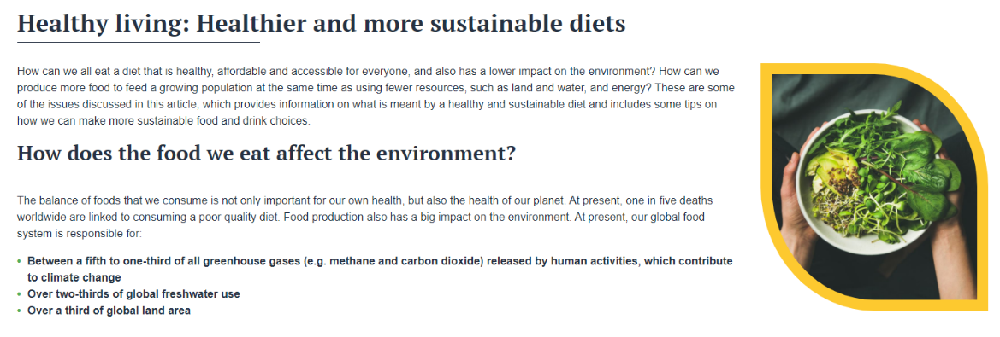 Healthy living: Healthier and more sustainable diets
How can we all eat a diet that is healthy, affordable and accessible for everyone, and also has a lower impact on the environment? How can we
produce more food to feed a growing population at the same time as using fewer resources, such as land and water, and energy? These are some
of the issues discussed in this article, which provides information on what is meant by a healthy and sustainable diet and includes some tips on
how we can make more sustainable food and drink choices.
How does the food we eat affect the environment?
The balance of foods that we consume is not only important for our own health, but also the health of our planet. At present, one in five deaths
worldwide are linked to consuming a poor quality diet. Food production also has a big impact on the environment. At present, our global food
system is responsible for:
• Between a fifth to one-third of all greenhouse gases (e.g. methane and carbon dioxide) released by human activities, which contribute
to climate change
• Over two-thirds of global freshwater use
• Over a third of global land area